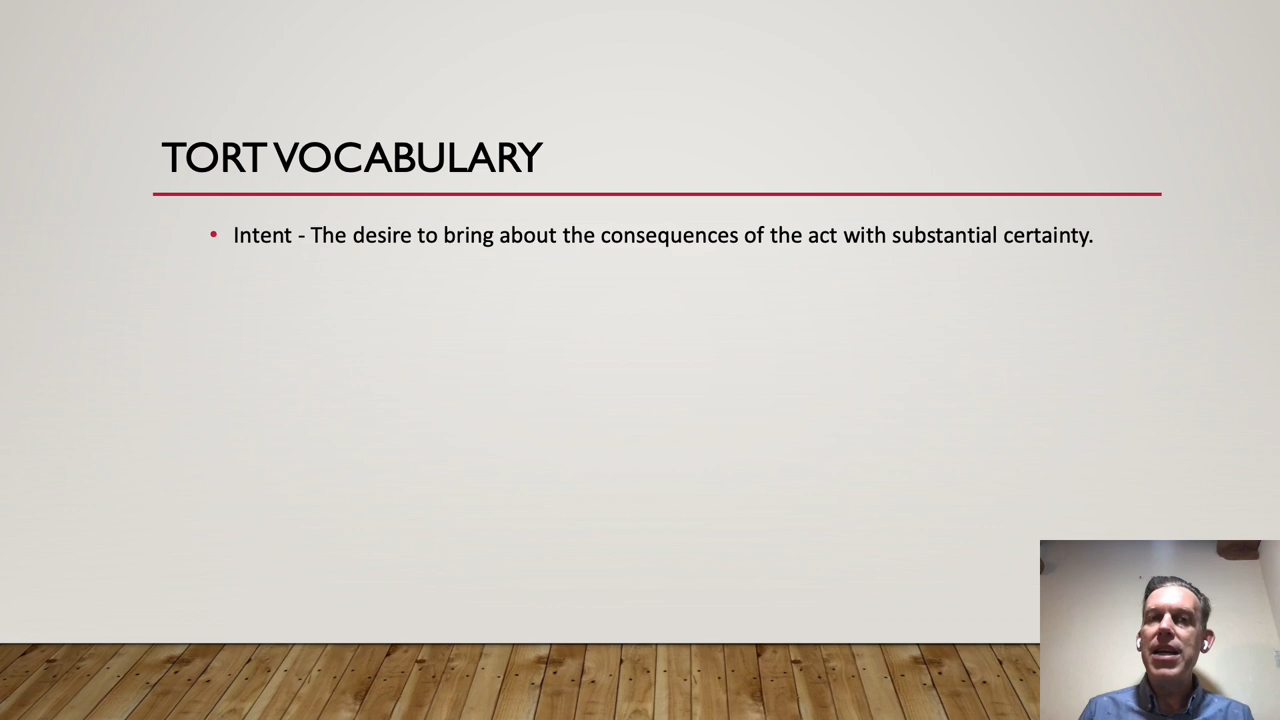 TORT VOCABULARY
• Intent - The desire to bring about the consequences of the act with substantial certainty.